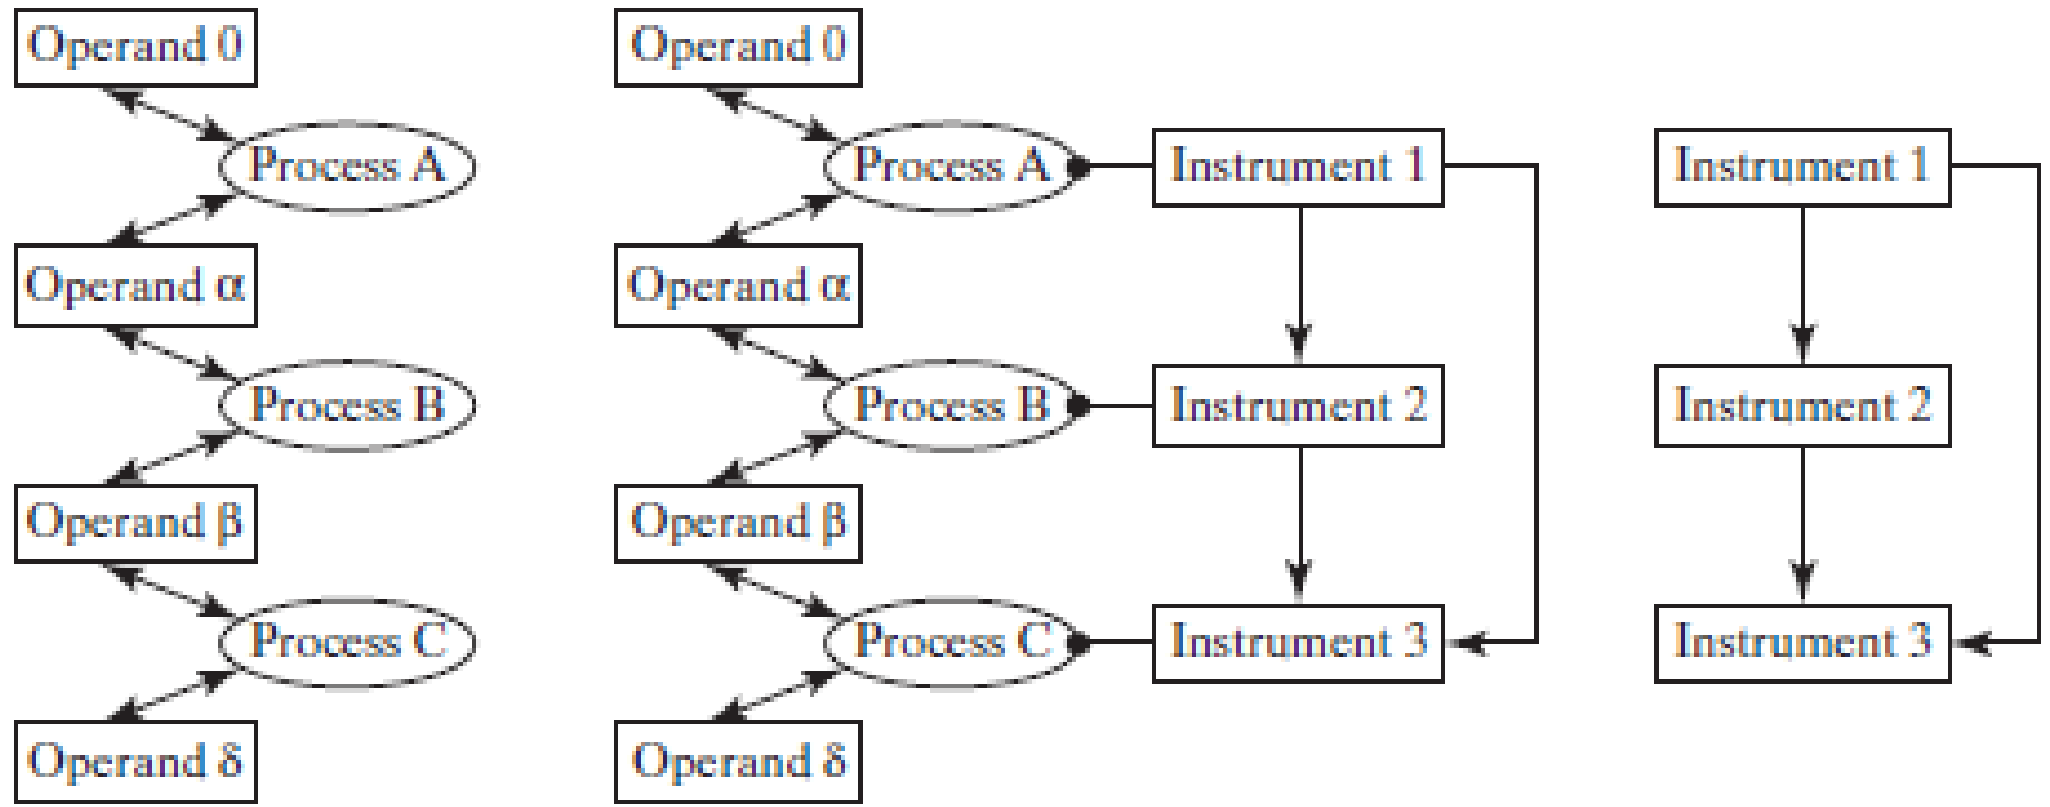 Operand 0
Process A
Operand α
Process B
Operand β
Process C
Operand δ
Operand 0
Process A
Instrument 1
Operand α
Process B
Instrument 2
Operand β
Process C
Instrument 3
Operand δ
Instrument 1
Instrument 2
Instrument 3